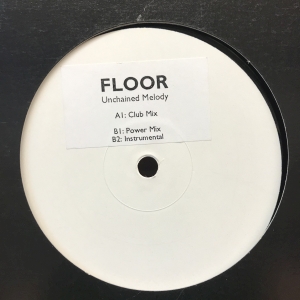 FLOOR
Unchained Melody
A1: Club Mix
B1: Power Mix
B2: Instrumental